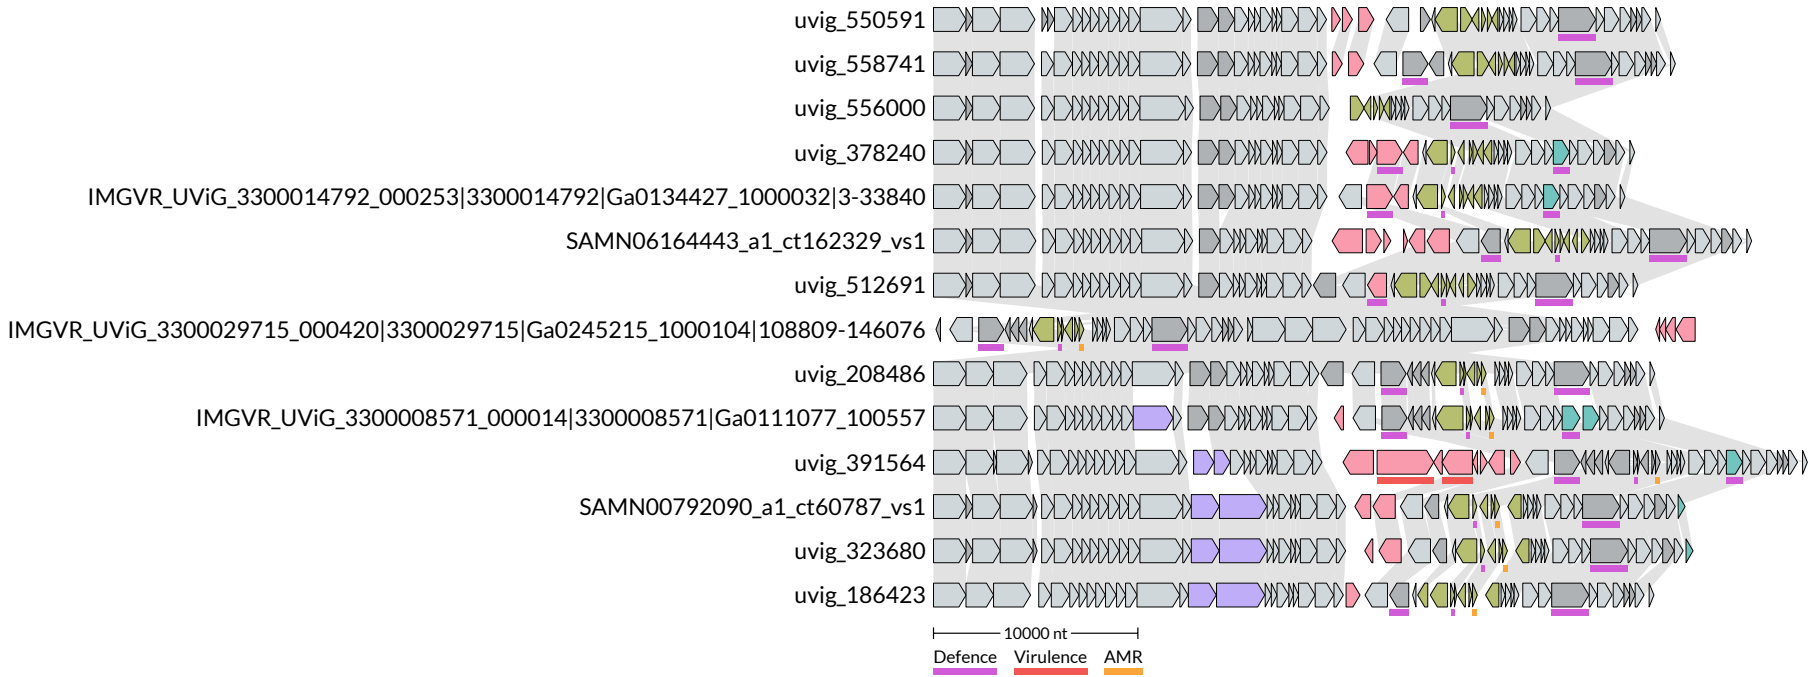 uvig_550591
uvig_558741
uvig_556000
uvig_378240
IMGVR_UViG_3300014792_000253|3300014792|Ga0134427_1000032|3-33840
SAMN06164443_a1_ct162329_vs1
uvig_512691
IMGVR_UViG_3300029715_000420|3300029715|Ga0245215_1000104|108809-146076
uvig_208486
IMGVR_UViG_3300008571_000014|3300008571|Ga0111077_100557
uvig_391564
SAMN00792090_a1_ct60787_vs1
uvig_323680
uvig_186423
10000 nt
Defence Virulence AMR